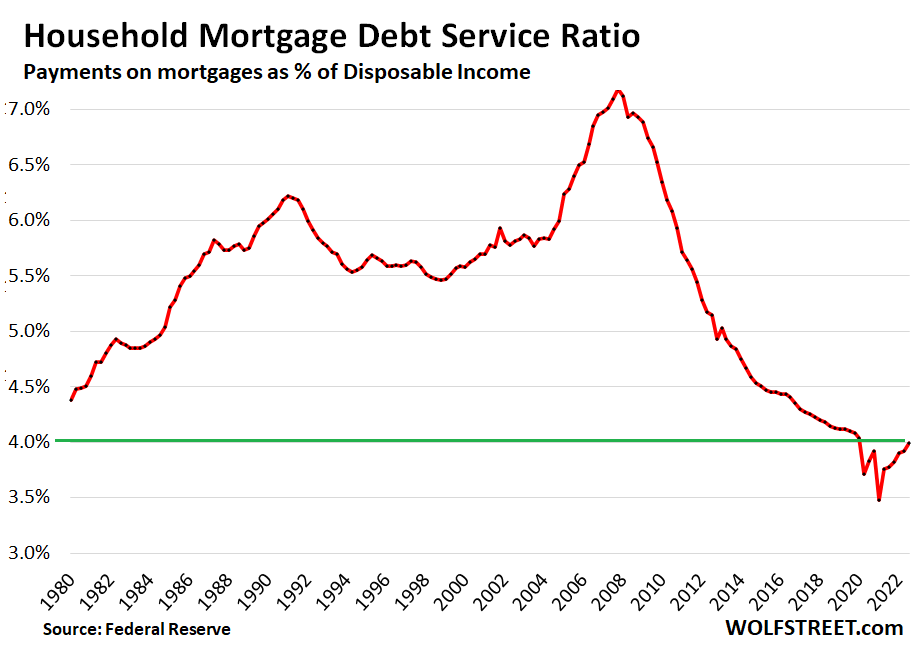 Household Mortgage Debt Service Ratio
Payments on mortgages as % of Disposable Income
7.0%
6.5%
6.0%
5.5%
5.0%
4.5%
4.0%
3.5%
3.0%
1980 1982 1984 1986 1988 1990 1992 1994 1996 1998 2000 2002 2004 2006 2008 2010 2012 2014 2016 2018 2020 2022
Source: Federal Reserve
WOLFSTREET.com